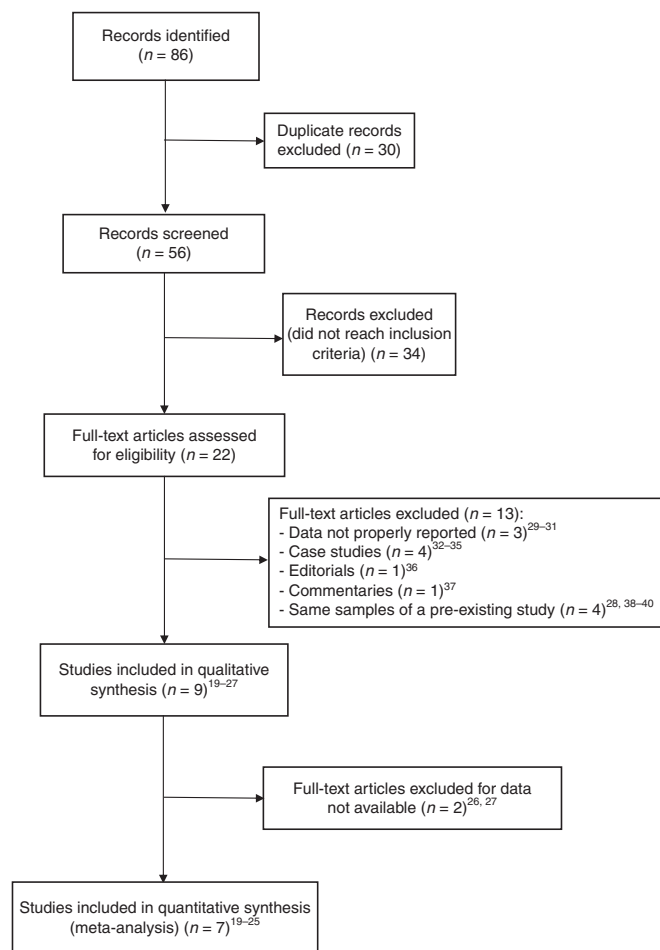 Records identified
(n = 86)
Duplicate records
excluded (n = 30)
Records screened
(n = 56)
Records excluded
(did not reach inclusion
criteria) (n = 34)
Full-text articles assessed
for eligibility (n = 22)
Full-text articles excluded (n = 13):
- Data not properly reported (n = 3)29–31
- Case studies (n = 4)32–35
- Editorials (n = 1)36
- Commentaries (n = 1)37
- Same samples of a pre-existing study (n = 4)28, 38–40
Studies included in qualitative
synthesis (n = 9)19–27
Full-text articles excluded for data
not available (n = 2)26, 27
Studies included in quantitative synthesis
(meta-analysis) (n = 7)19–25